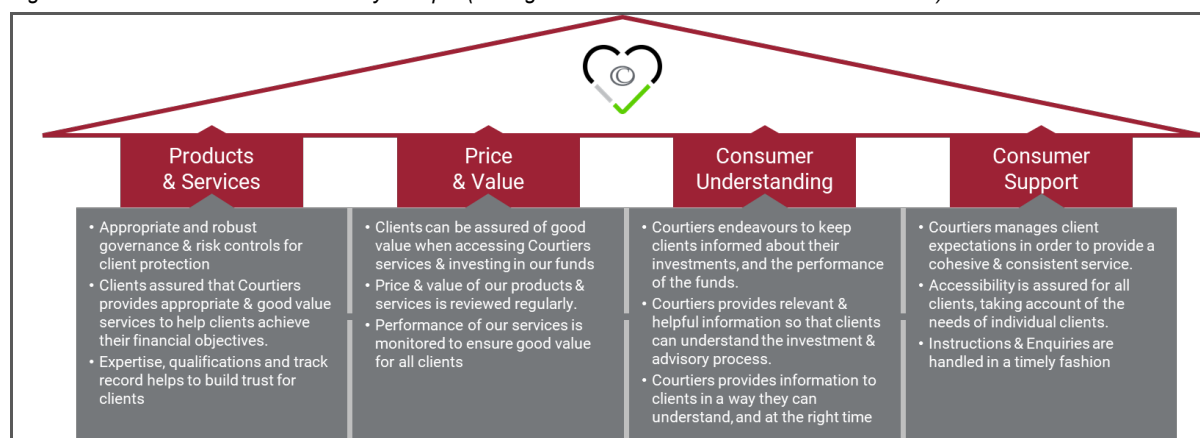 ©
Products
& Services
• Appropriate and robust
governance & risk controls for
client protection
• Clients assured that Courtiers
provides appropriate & good value
services to help clients achieve
their financial objectives.
• Expertise, qualifications and track
record helps to build trust for
clients
Price
& Value
• Clients can be assured of good
value when accessing Courtiers
services & investing in our funds
• Price & value of our products &
services is reviewed regularly.
• Performance of our services is
monitored to ensure good value
for all clients
Consumer
Understanding
• Courtiers endeavours to keep
clients informed about their
investments, and the performance
of the funds.
• Courtiers provides relevant &
helpful information so that clients
can understand the investment &
advisory process.
• Courtiers provides information to
clients in a way they can
understand, and at the right time
Consumer
Support
• Courtiers manages client
expectations in order to provide a
cohesive & consistent service.
• Accessibility is assured for all
clients, taking account of the
needs of individual clients.
• Instructions & Enquiries are
handled in a timely fashion